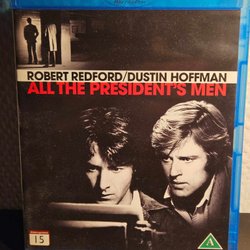 ROBERT REDFORD/DUSTIN HOFFMAN
ALL THE PRESIDENT'S MEN
15
A